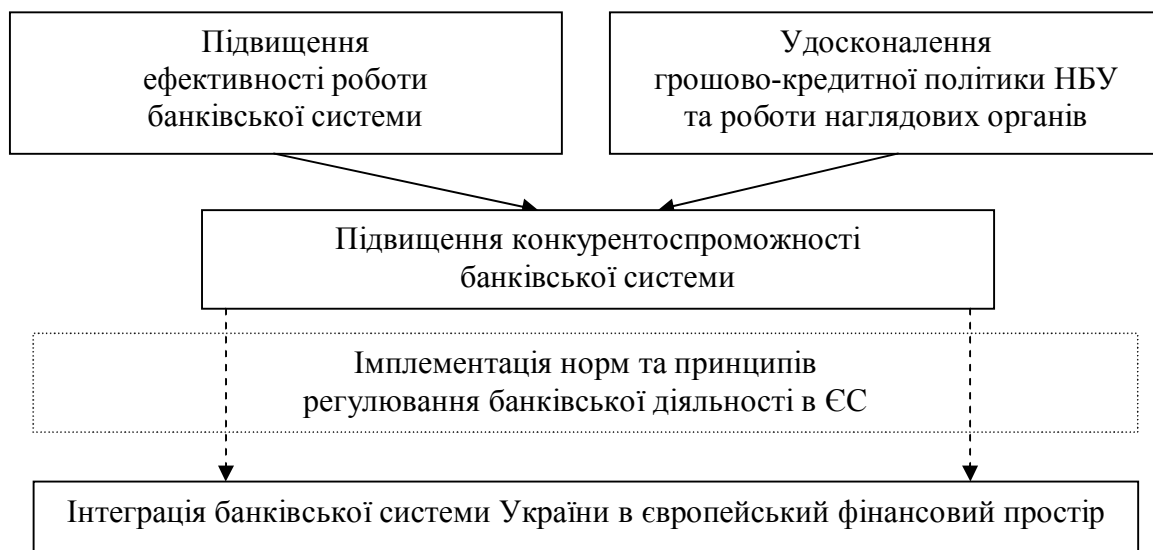 Підвищення
ефективності роботи
банківської системи
Удосконалення
грошово-кредитної політики НБУ
та роботи наглядових органів
Підвищення конкурентоспроможності
банківської системи
Імплементація норм та принципів
регулювання банківської діяльності в ЄС
Інтеграція банківської системи України в європейський фінансовий простір